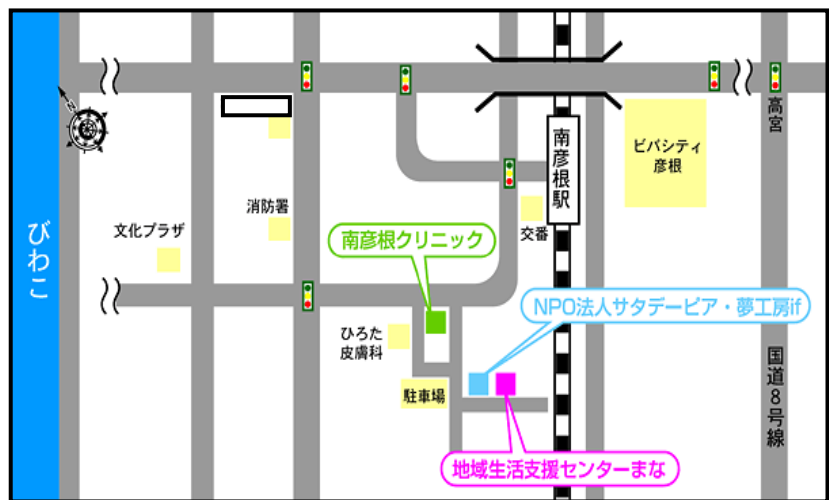 N
高宮
南彦根駅
ビバシティ
彦根
消防署
交番
文化プラザ
びわこ
南彦根クリニック
NPO法人サタデーピア・夢工房if
ひろた
皮膚科
駐車場
国道8号線
地域生活支援センターまな